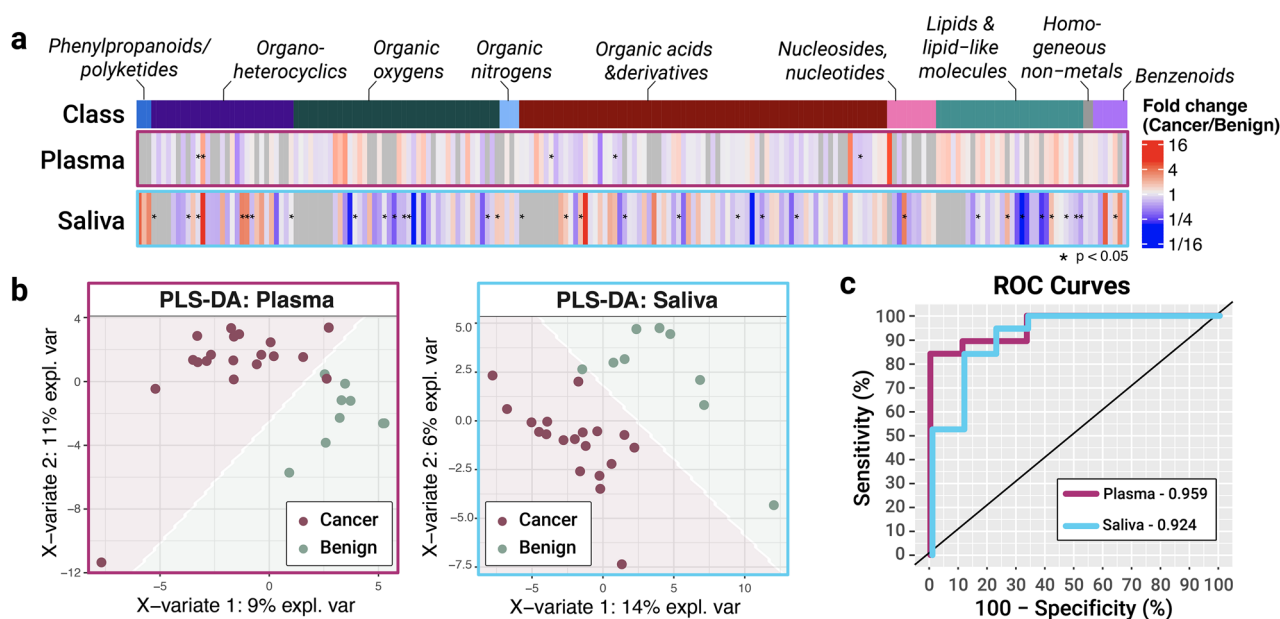 a
Phenylpropanoids/
polyketides
Organo-
heterocyclics
Organic
oxygens
Organic
nitrogens
Organic acids
&derivatives
Nucleosides,
nucleotides
Lipids &
lipid-like
molecules
Homo-
geneous
non-metals
Benzenoids
Class
Plasma
Saliva
Fold change
(Cancer/Benign)
16
4
1
1/4
1/16
* p < 0.05
b
PLS-DA: Plasma
X-variate 2: 11% expl. var
4
0
-4
-8
-12
-5 0 5
X-variate 1: 9% expl. var
Cancer
Benign
PLS-DA: Saliva
X-variate 2: 6% expl. var
5.0
2.5
0.0
-2.5
-5.0
-7.5
-5 0 5 10
X-variate 1: 14% expl. var
Cancer
Benign
c
ROC Curves
Sensitivity (%)
100
90
80
70
60
50
40
30
20
10
0
0 10 20 30 40 50 60 70 80 90 100
100 - Specificity (%)
Plasma - 0.959
Saliva - 0.924